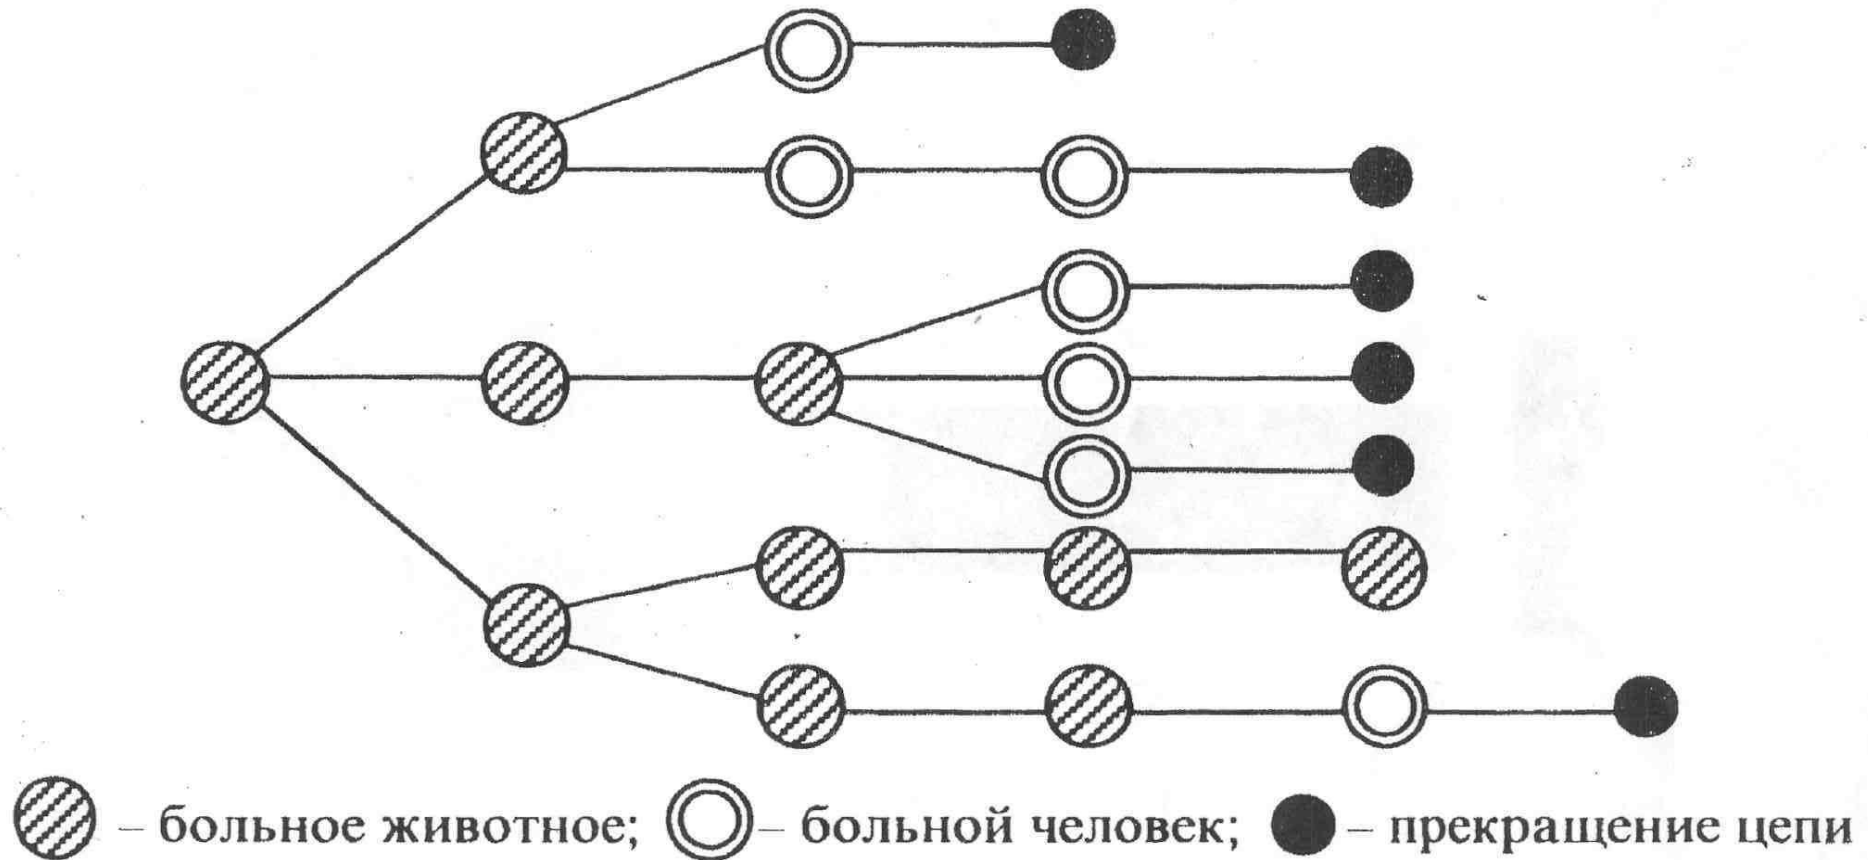 – больное животное; – больной человек; – прекращение цепи